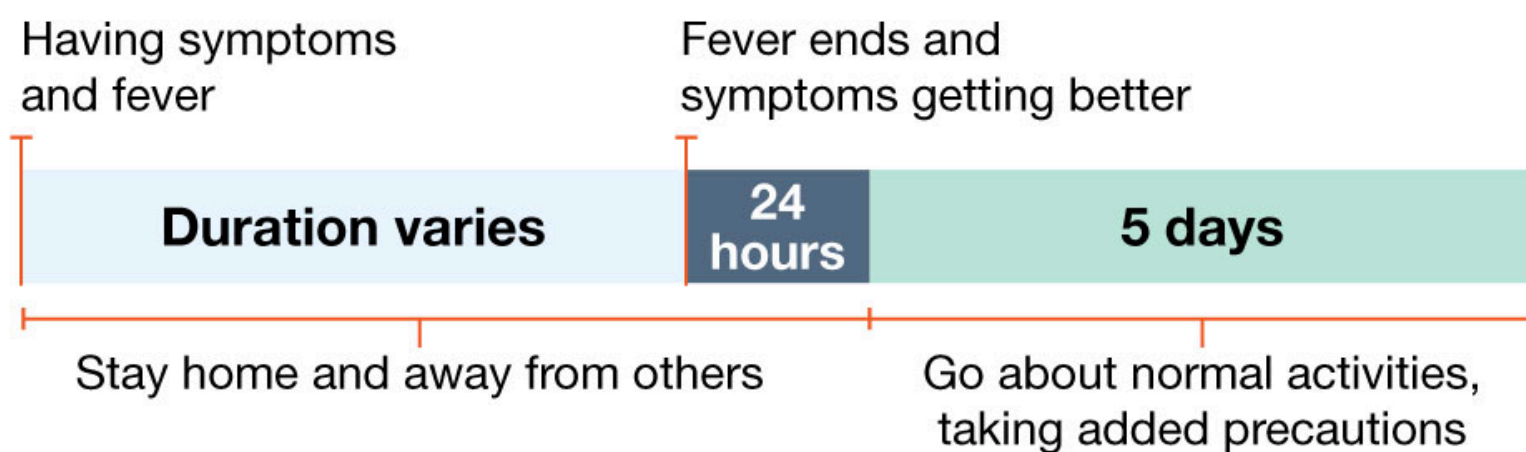 Having symptoms
and fever
Fever ends and
symptoms getting better
Duration varies
24
hours
5 days
Stay home and away from others
Go about normal activities,
taking added precautions